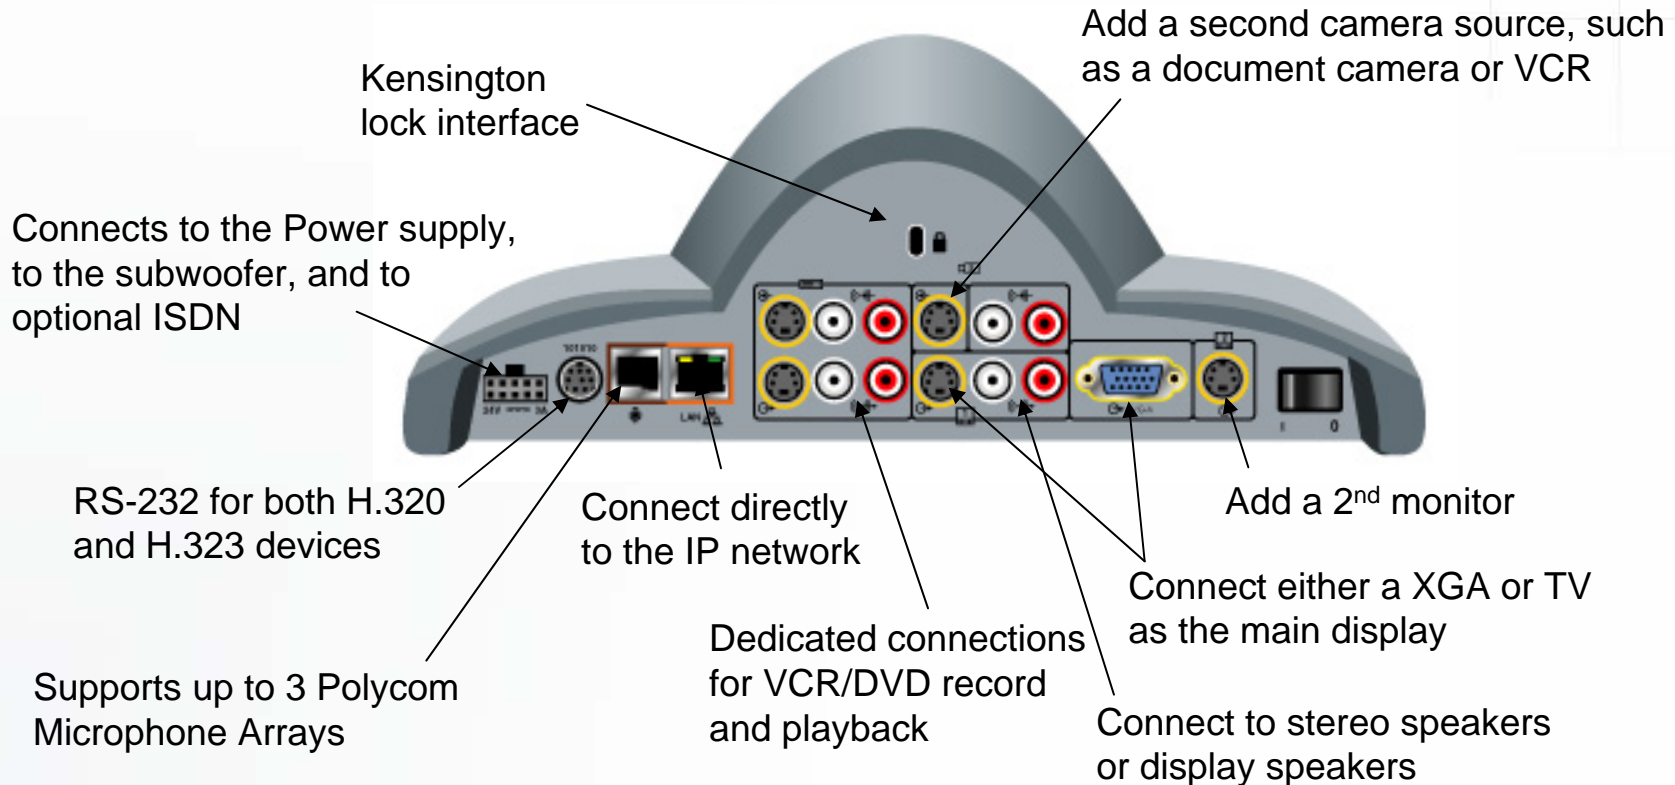 Add a second camera source, such
as a document camera or VCR
Kensington
lock interface
Connects to the Power supply,
to the subwoofer, and to
optional ISDN
LAN
I 0
RS-232 for both H.320
and H.323 devices
Connect directly
to the IP network
Add a 2nd monitor
Connect either a XGA or TV
as the main display
Dedicated connections
for VCR/DVD record
and playback
Supports up to 3 Polycom
Microphone Arrays
Connect to stereo speakers
or display speakers